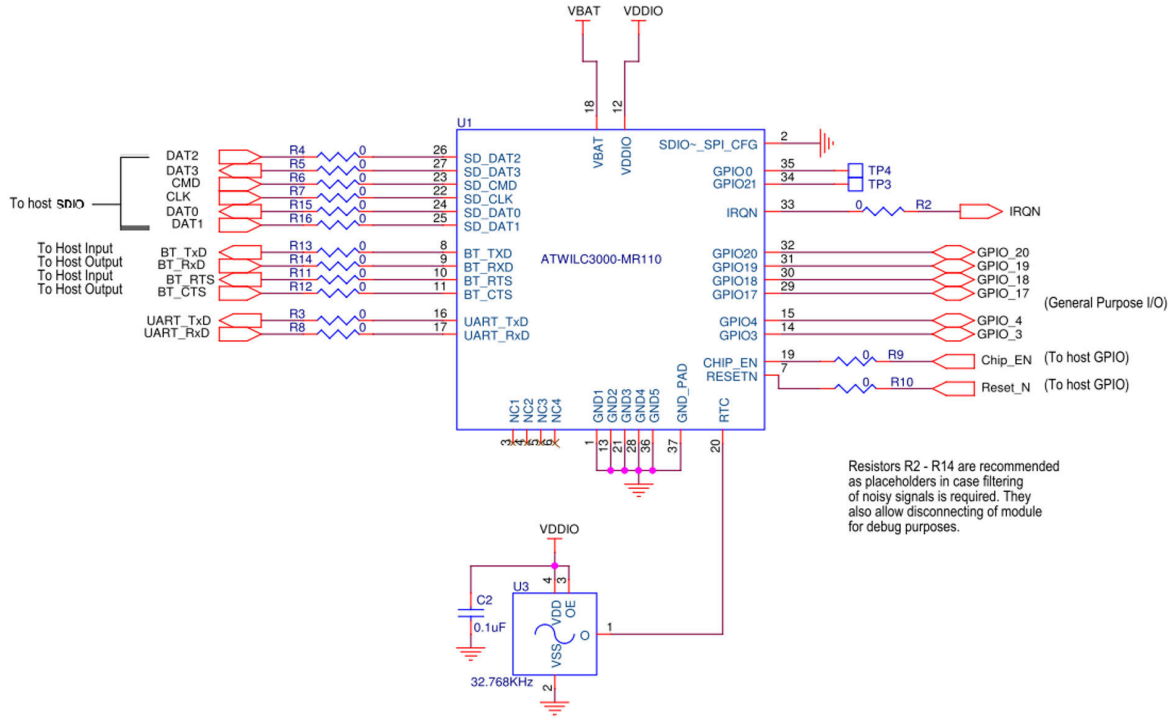 VBAT VDDIO
18
12
U1
VBAT
VDDIO
SDIO~_SPI_CFG 2
DAT2 R4 0 26 SD_DAT2
DAT3 R5 0 27 SD_DAT3
CMD R6 0 23 SD_CMD
CLK R7 0 22 SD_CLK
DAT0 R15 0 24 SD_DAT0
DAT1 R16 0 25 SD_DAT1
To host SDIO
GPIO0 35 TP4
GPIO21 34 TP3
IRQN 33 0 R2 IRQN
To Host Input
To Host Output
To Host Input
To Host Output
BT_TxD R13 0 8 BT_TXD
BT_RxD R14 0 9 BT_RXD
BT_RTS R11 0 10 BT_RTS
BT_CTS R12 0 11 BT_CTS
ATWILC3000-MR110
GPIO20 32 GPIO_20
GPIO19 31 GPIO_19
GPIO18 30 GPIO_18
GPIO17 29 GPIO_17
(General Purpose I/O)
UART_TxD R3 0 16 UART_TxD
UART_RxD R8 0 17 UART_RxD
GPIO4 15 GPIO_4
GPIO3 14 GPIO_3
CHIP_EN 19 0 R9 Chip_EN (To host GPIO)
RESETN 7 0 R10 Reset_N (To host GPIO)
NC1
NC2
NC3
NC4
GND1
GND2
GND3
GND4
GND5
GND_PAD
RTC
3
4
5
6
1
13
21
28
36
37
20
Resistors R2 - R14 are recommended
as placeholders in case filtering
of noisy signals is required. They
also allow disconnecting of module
for debug purposes.
VDDIO
U3
4
3
C2
0.1uF
VDD
OE
VSS
O 1
32.768KHz
2